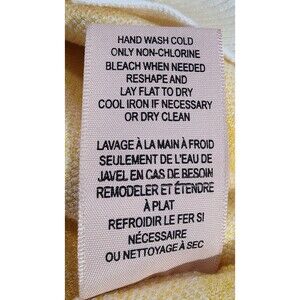 HAND WASH COLD
ONLY NON-CHLORINE
BLEACH WHEN NEEDED
RESHAPE AND
LAY FLAT TO DRY
COOL IRON IF NECESSARY
OR DRY CLEAN
LAVAGE À LA MAIN À FROID
SEULEMENT DE L'EAU DE
JAVEL EN CAS DE BESOIN
REMODELER ET ÉTENDRE
À PLAT
REFROIDIR LE FER SI
NÉCESSAIRE
OU NETTOYAGE À SEC